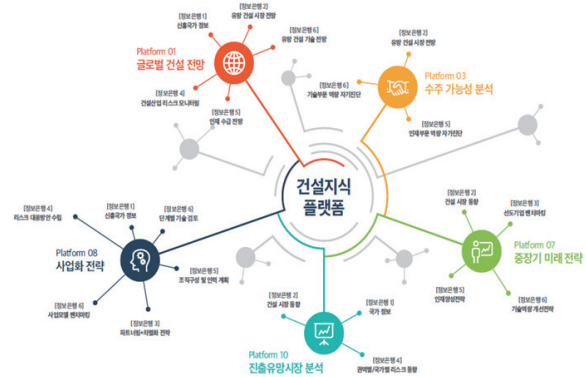 [정보은행 1]
신흥국가 정보
[정보은행 2]
유망 건설 시장 전망
[정보은행 6]
유망 건설 기술 전망
Platform 01
글로벌 건설 전망
[정보은행 4]
건설산업 리스크 모니터링
[정보은행 5]
인재 수급 전망
[정보은행 2]
유망 건설 시장 전망
Platform 03
수주 가능성 분석
[정보은행 6]
기술부문 역량 자기진단
[정보은행 5]
인재부문 역량 자가진단
건설지식
플랫폼
[정보은행 4]
리스크 대응방안 수립
[정보은행 1]
신흥국가 정보
[정보은행 6]
단계별 기술 검토
Platform 08
사업화 전략
[정보은행 5]
조직구성 및 인력 계획
[정보은행 6]
사업모델 벤치마킹
[정보은행 3]
파트너링+차별화 전략
[정보은행 2]
건설 시장 동향
[정보은행 3]
선도기업 벤치마킹
Platform 07
중장기 미래 전략
[정보은행 5]
인재양성전략
[정보은행 6]
기술역량 개선전략
[정보은행 2]
건설 시장 동향
[정보은행 1]
국가 정보
Platform 10
진출유망시장 분석
[정보은행 4]
권역별/국가별 리스크 동향